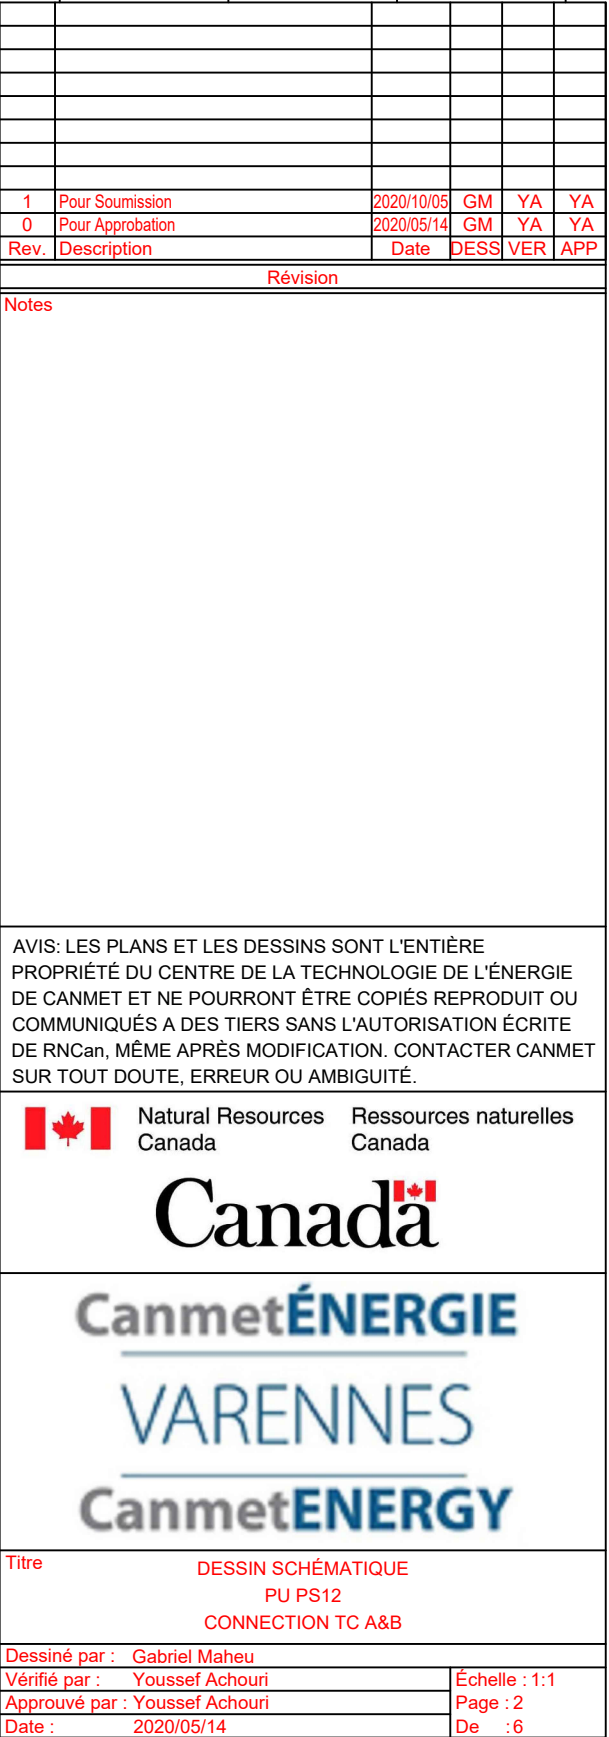 1 Pour Soumission 2020/10/05 GM YA YA
0 Pour Approbation 2020/05/14 GM YA YA
Rev. Description Date DESS VER APP
Révision
Notes
AVIS: LES PLANS ET LES DESSINS SONT L'ENTIÈRE
PROPRIÉTÉ DU CENTRE DE LA TECHNOLOGIE DE L'ÉNERGIE
DE CANMET ET NE POURRONT ÊTRE COPIÉS REPRODUIT OU
COMMUNIQUÉS A DES TIERS SANS L'AUTORISATION ÉCRITE
DE RNCan, MÊME APRÈS MODIFICATION. CONTACTER CANMET
SUR TOUT DOUTE, ERREUR OU AMBIGUITÉ.
Natural Resources Ressources naturelles
Canada Canada
Canada
CanmetÉNERGIE
VARENNES
CanmetENERGY
Titre DESSIN SCHÉMATIQUE
PU PS12
CONNECTION TC A&B
Dessiné par : Gabriel Maheu
Vérifié par : Youssef Achouri Échelle : 1:1
Approuvé par : Youssef Achouri Page : 2
Date : 2020/05/14 De : 6